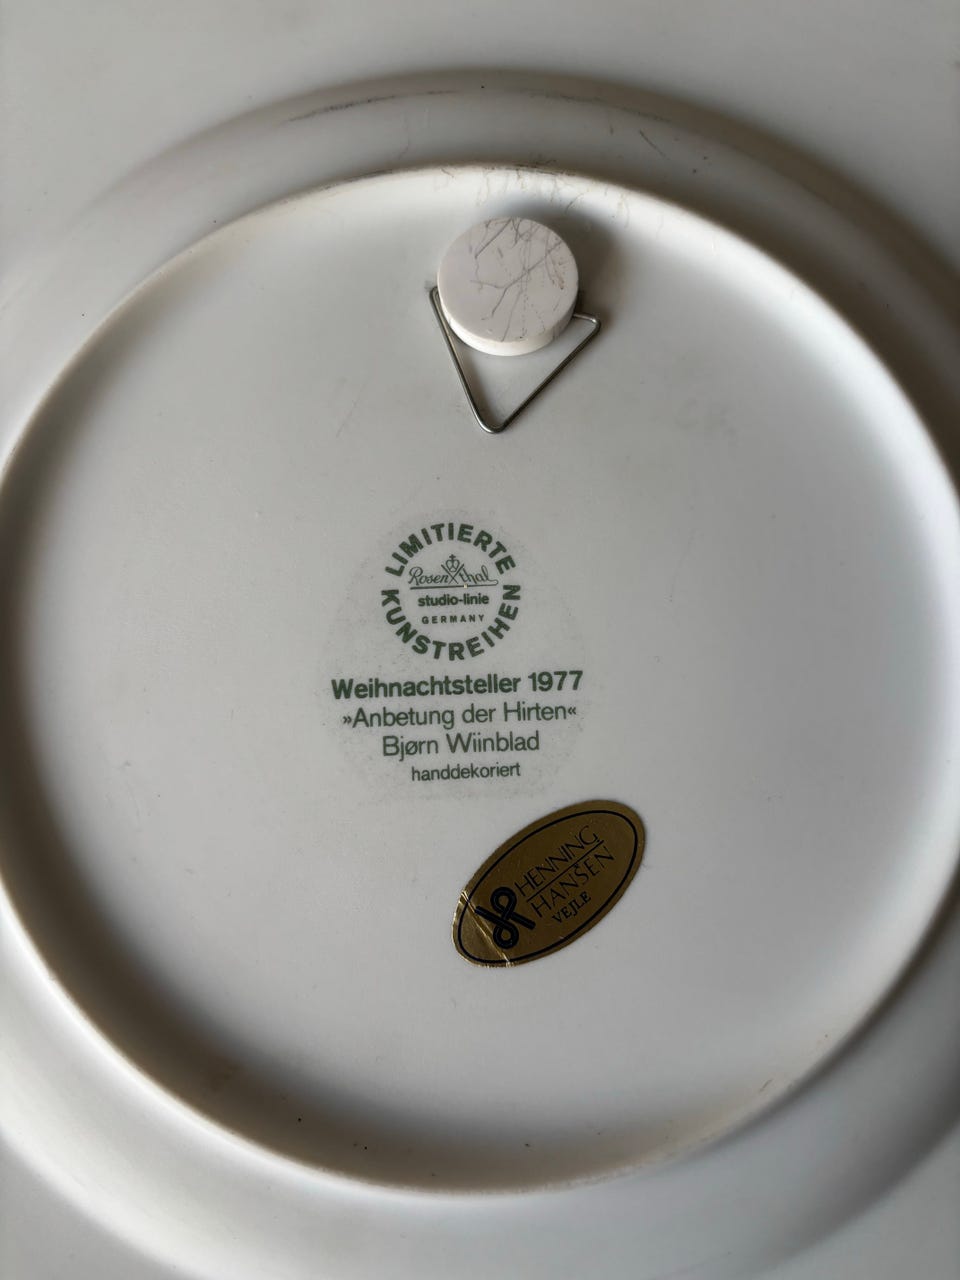 LIMITIERTE
Rosenthal
studio-linie
GERMANY
KUNSTREIHEN
Weihnachtsteller 1977
»Anbetung der Hirten«
Bjørn Wiinblad
handdekoriert
HENNING
HANSEN
VEJLE